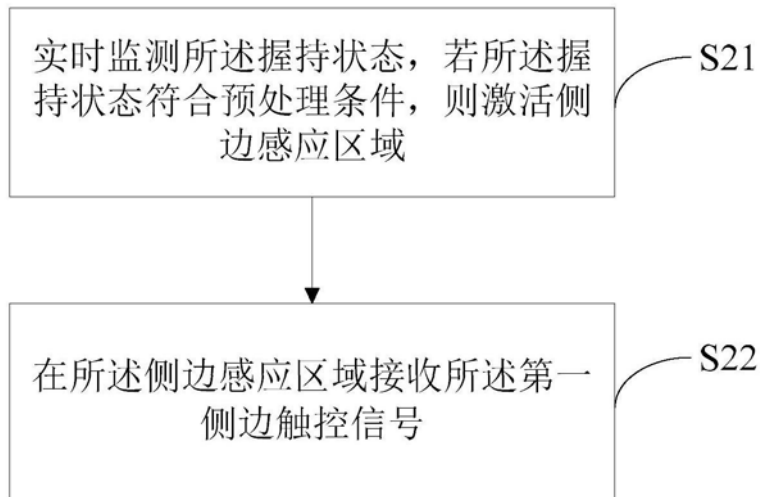 实时监测所述握持状态，若所述握
持状态符合预处理条件，则激活侧
边感应区域
S21
在所述侧边感应区域接收所述第一
侧边触控信号
S22